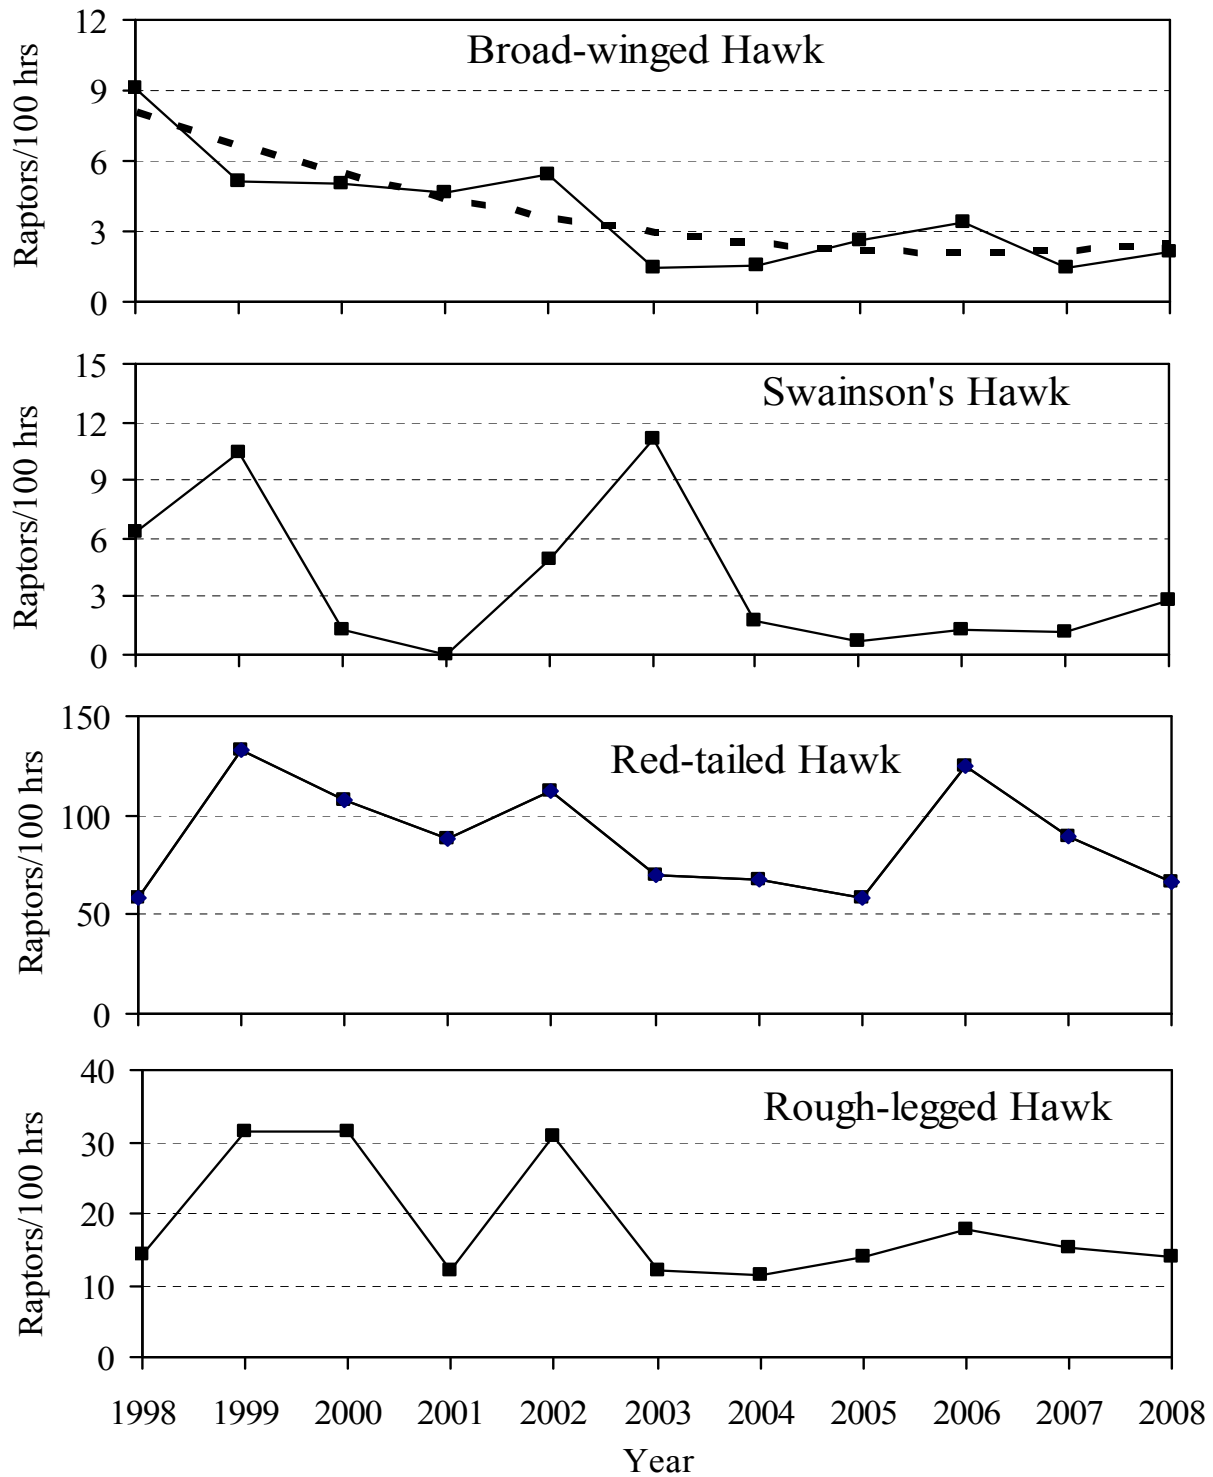 Broad-winged Hawk
Raptors/100 hrs
12
9
6
3
0
Swainson's Hawk
Raptors/100 hrs
15
12
9
6
3
0
Red-tailed Hawk
Raptors/100 hrs
150
100
50
0
Rough-legged Hawk
Raptors/100 hrs
40
30
20
10
0
1998 1999 2000 2001 2002 2003 2004 2005 2006 2007 2008
Year